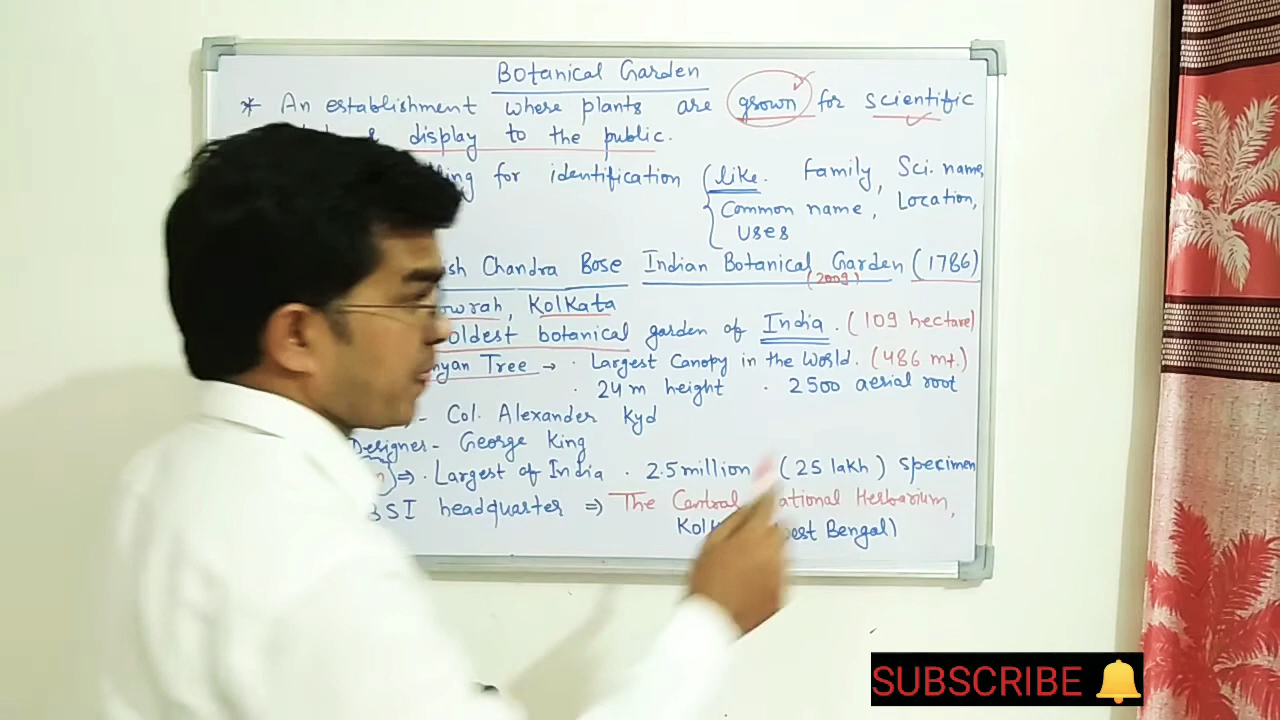 Botanical Garden
* An establishment where plants are grown for scientific
& display to the public.
for identification (like. Family, Sci. name,
Common name, Location,
Uses
Chandra Bose Indian Botanical Garden (1786)
(2009)
Kolkata
oldest botanical garden of India. (109 hectare)
Tree → · Largest Canopy in the World. (486 mt.)
· 24 m height · 2500 aerial root
- Col. Alexander Kyd
Designer - George King
⇒ · Largest of India · 2.5 million (25 lakh) specimen
BSI headquarter ⇒ The Central National Herbarium,
Bengal)
SUBSCRIBE